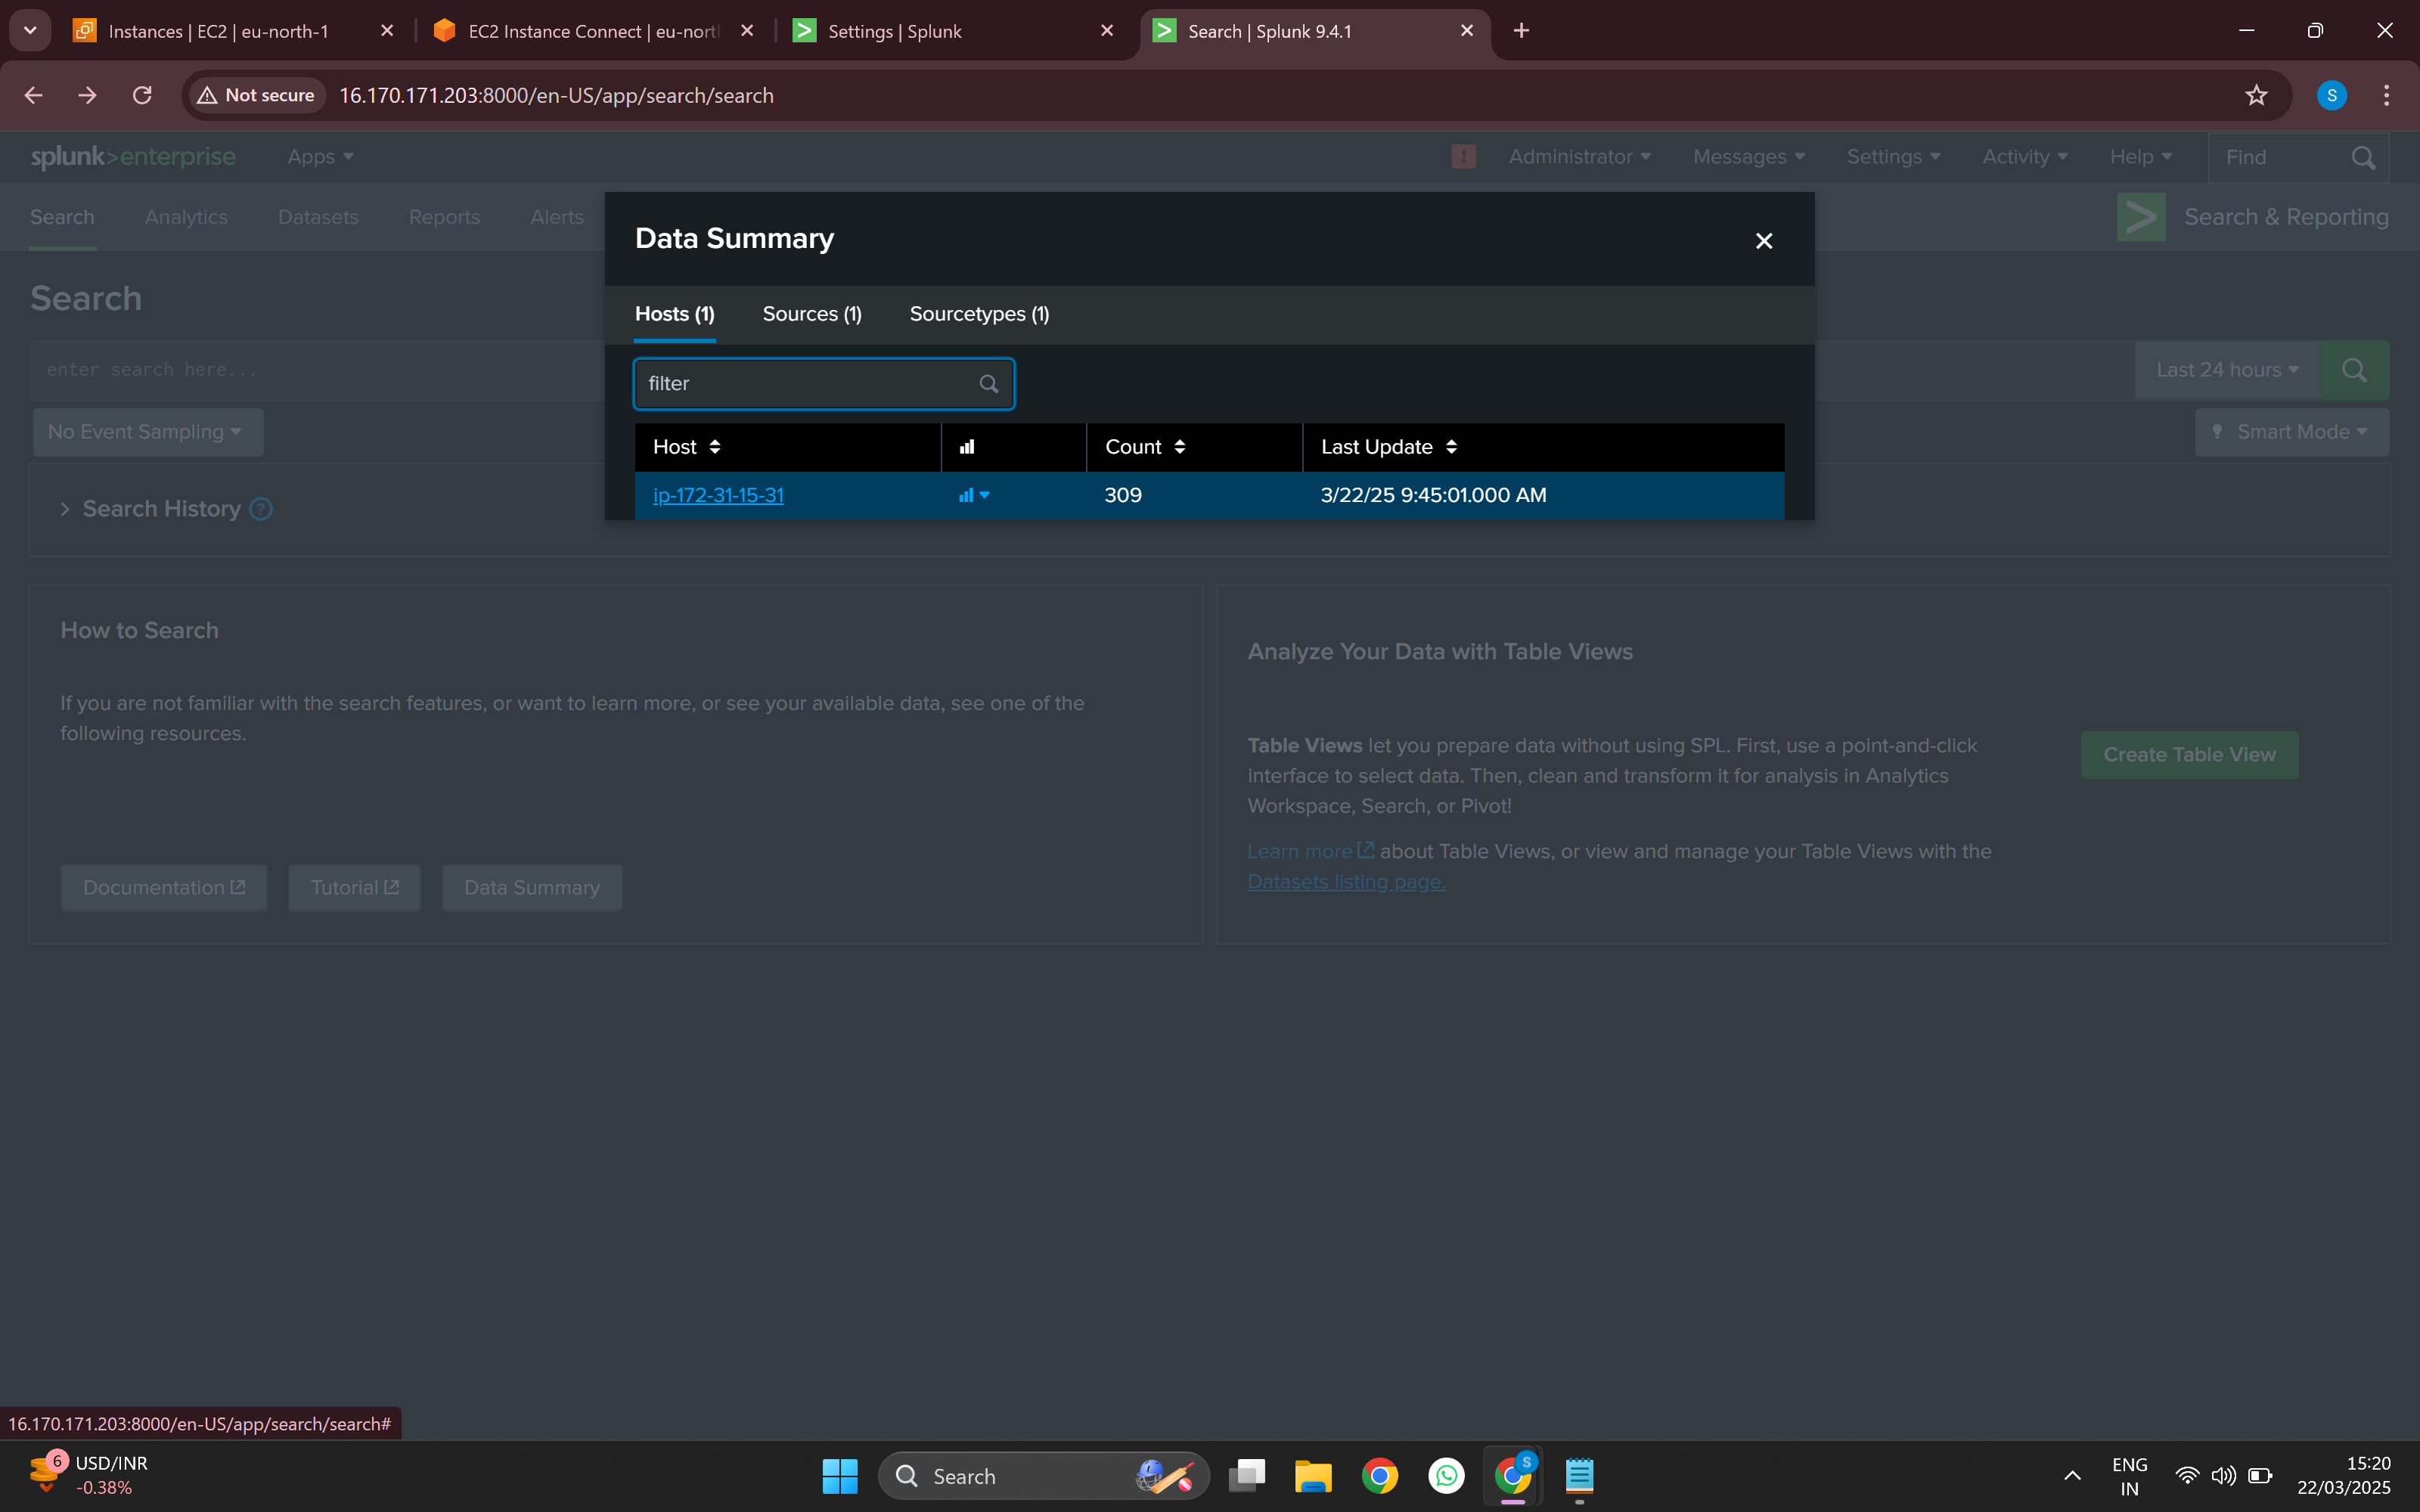 Instances | EC2 | eu-north-1
EC2 Instance Connect | eu-nort
Settings | Splunk
Search | Splunk 9.4.1
Not secure
16.170.171.203:8000/en-US/app/search/search
S
splunk>enterprise
Apps
!
Administrator
Messages
Settings
Activity
Help
Find
Search
Analytics
Datasets
Reports
Alerts
Search & Reporting
Data Summary
Hosts (1)
Sources (1)
Sourcetypes (1)
filter
Host
Count
Last Update
ip-172-31-15-31
309
3/22/25 9:45:01.000 AM
Search
enter search here...
Last 24 hours
No Event Sampling
Smart Mode
Search History ?
How to Search
If you are not familiar with the search features, or want to learn more, or see your available data, see one of the
following resources.
Documentation
Tutorial
Data Summary
Analyze Your Data with Table Views
Table Views let you prepare data without using SPL. First, use a point-and-click
interface to select data. Then, clean and transform it for analysis in Analytics
Workspace, Search, or Pivot!
Create Table View
Learn more about Table Views, or view and manage your Table Views with the
Datasets listing page.
16.170.171.203:8000/en-US/app/search/search#
6
USD/INR
-0.38%
Search
S
ENG
IN
15:20
22/03/2025